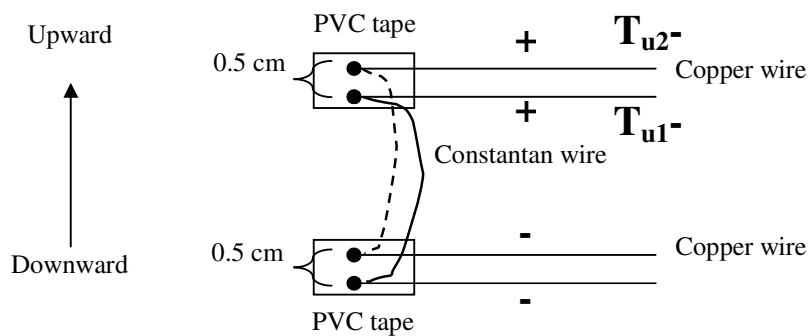 PVC tape
Upward
+
Tu2-
0.5 cm
Copper wire
+
Tu1-
Constantan wire
-
0.5 cm
Copper wire
Downward
-
PVC tape